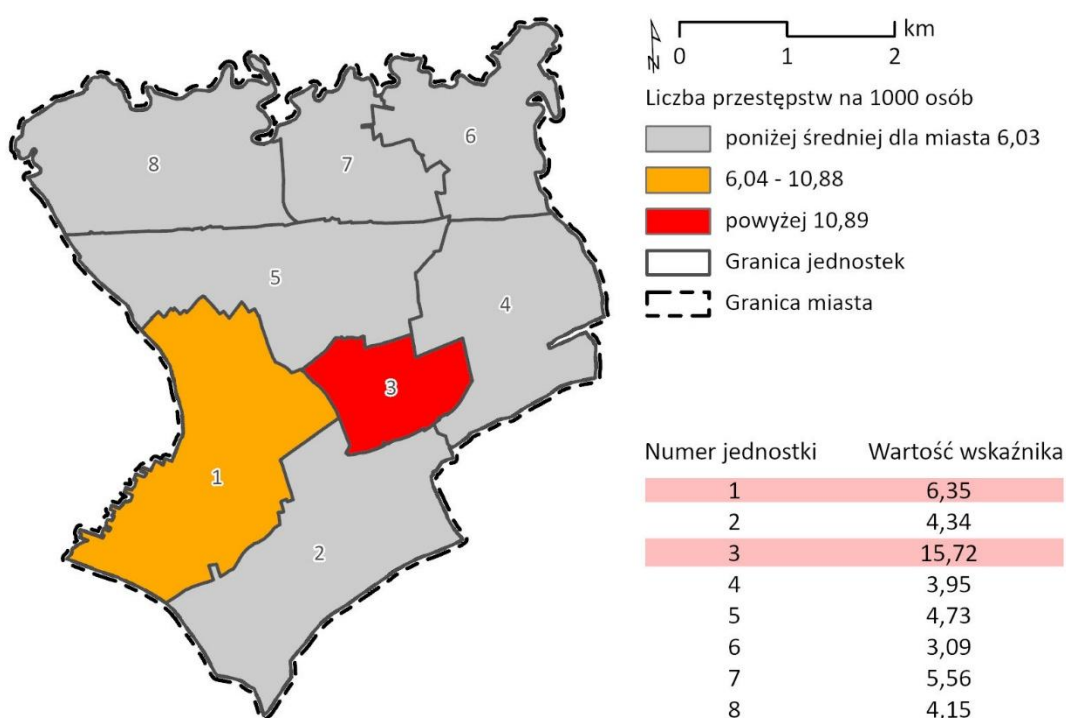 km
0 1 2
Liczba przestępstw na 1000 osób
poniżej średniej dla miasta 6,03
6,04 - 10,88
powyżej 10,89
Granica jednostek
Granica miasta
8
7
6
5
4
3
1
2
Numer jednostki Wartość wskaźnika
1 6,35
2 4,34
3 15,72
4 3,95
5 4,73
6 3,09
7 5,56
8 4,15